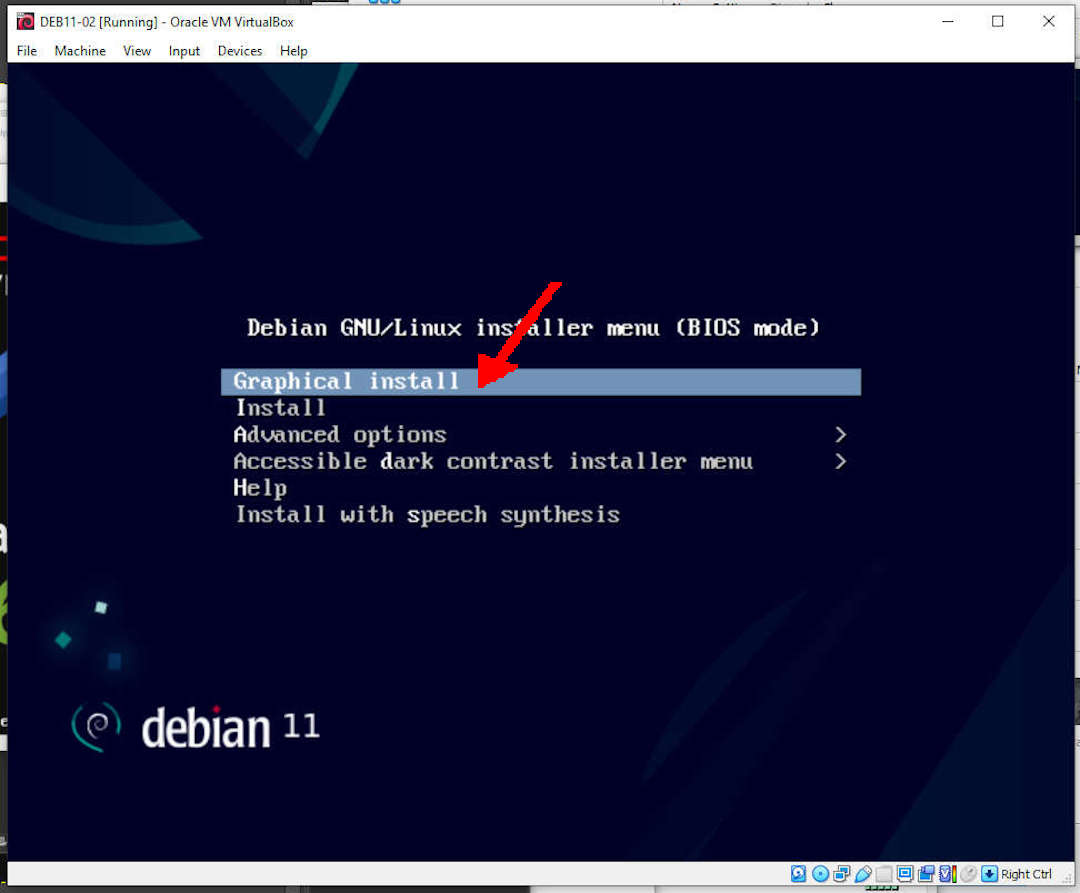 DEB11-02 [Running] - Oracle VM VirtualBox
File Machine View Input Devices Help
Debian GNU/Linux installer menu (BIOS mode)
Graphical install
Install
Advanced options >
Accessible dark contrast installer menu >
Help
Install with speech synthesis
debian 11
Right Ctrl